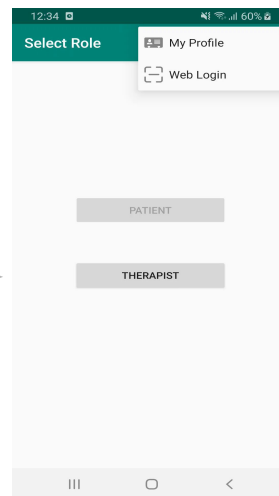 12:34 60%
Select Role
My Profile
Web Login
PATIENT
THERAPIST